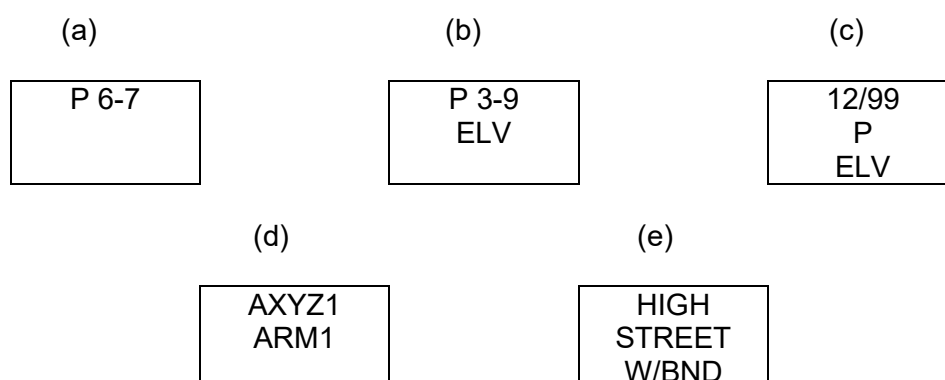 (a) (b) (c)
P 6-7
P 3-9
ELV
12/99
P
ELV
(d) (e)
AXYZ1
ARM1
HIGH
STREET
W/BND